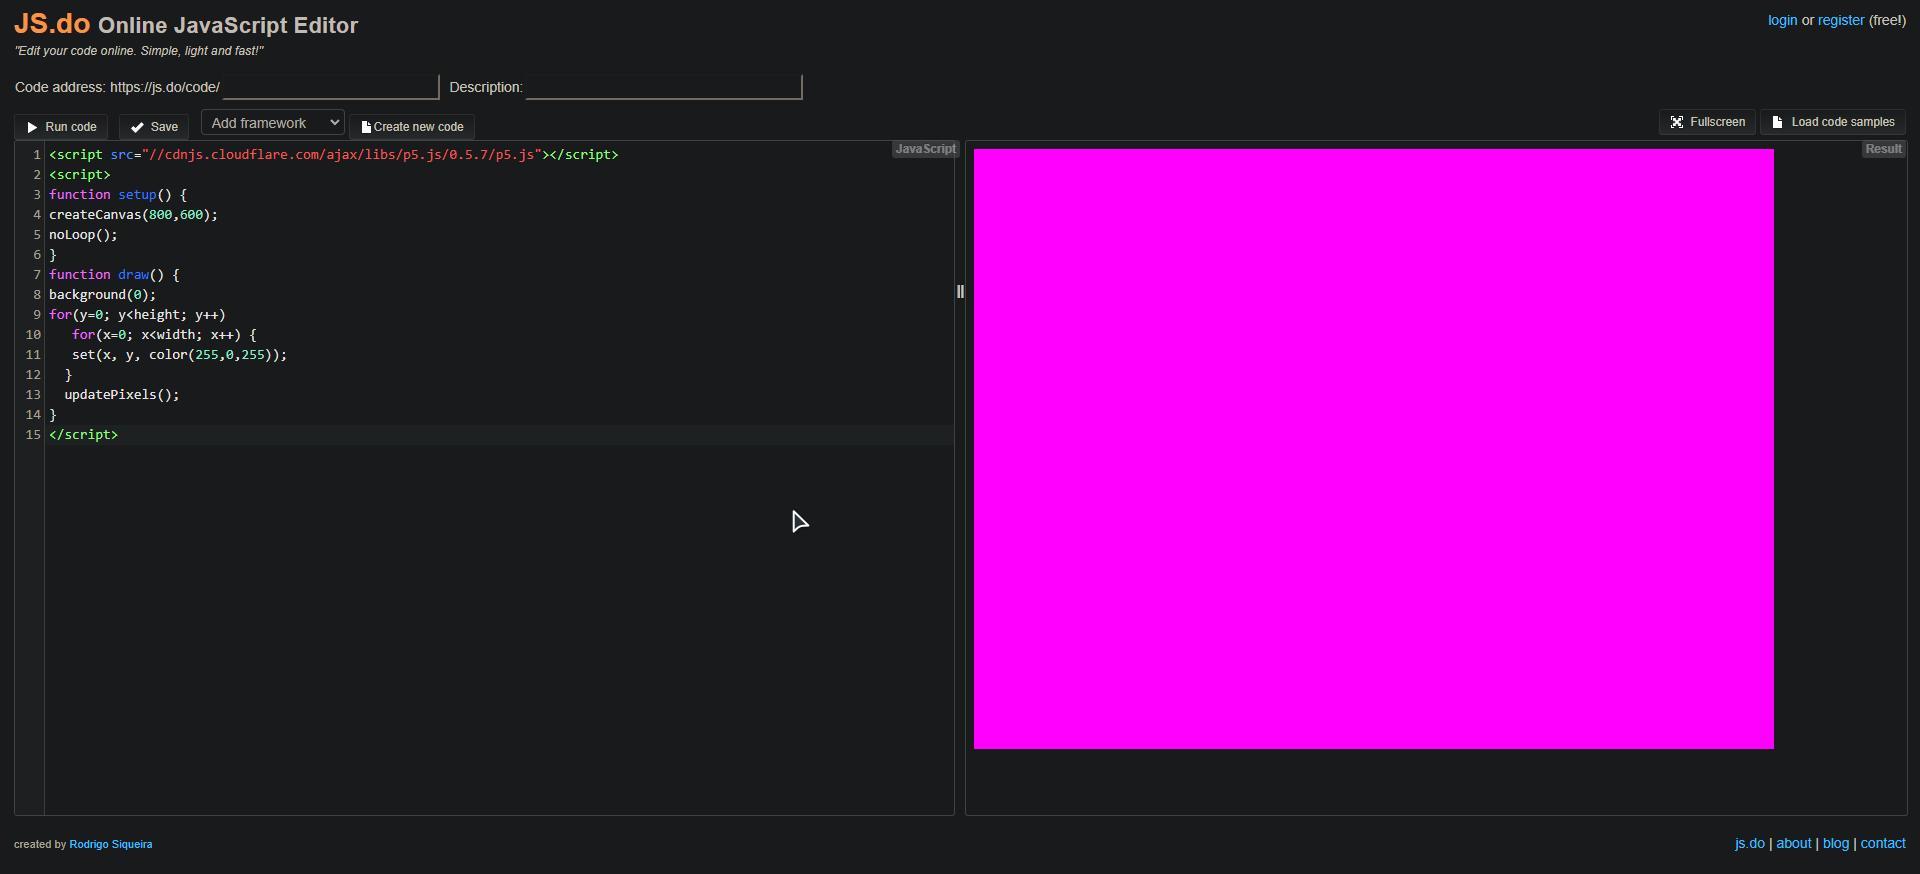 JS.do Online JavaScript Editor
login or register (free!)
"Edit your code online. Simple, light and fast!"
Code address: https://js.do/code/ Description:
Run code Save Add framework Create new code Fullscreen Load code samples
JavaScript
Result
1 <script src="//cdnjs.cloudflare.com/ajax/libs/p5.js/0.5.7/p5.js"></script>
2 <script>
3 function setup() {
4 createCanvas(800,600);
5 noLoop();
6 }
7 function draw() {
8 background(0);
9 for(y=0; y<height; y++)
10    for(x=0; x<width; x++) {
11    set(x, y, color(255,0,255));
12   }
13   updatePixels();
14 }
15 </script>
created by Rodrigo Siqueira
js.do | about | blog | contact